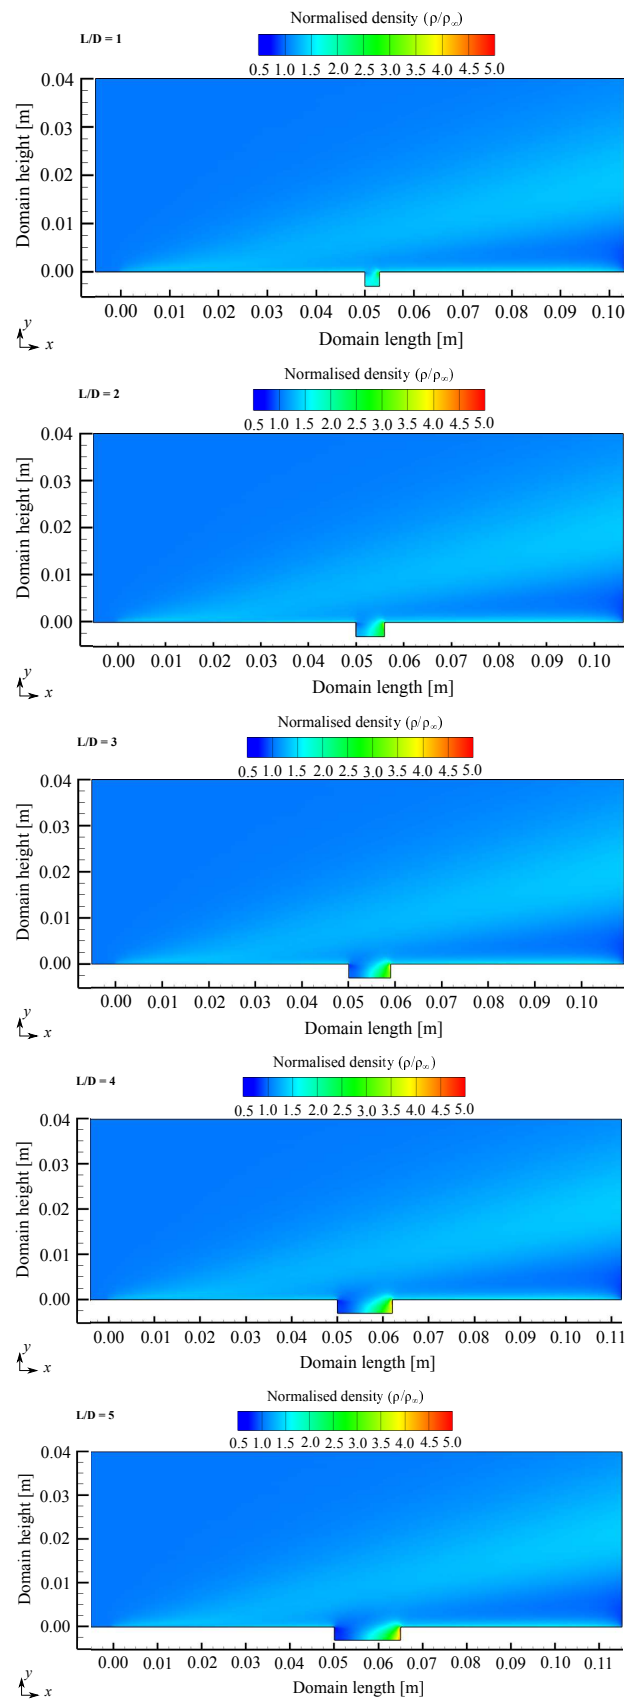 Normalised density (ρ/ρ∞)
L/D = 1
0.5 1.0 1.5 2.0 2.5 3.0 3.5 4.0 4.5 5.0
0.04
0.03
0.02
0.01
0.00
Domain height [m]
0.00 0.01 0.02 0.03 0.04 0.05 0.06 0.07 0.08 0.09 0.10
Domain length [m]
y
x
Normalised density (ρ/ρ∞)
L/D = 2
0.5 1.0 1.5 2.0 2.5 3.0 3.5 4.0 4.5 5.0
0.04
0.03
0.02
0.01
0.00
Domain height [m]
0.00 0.01 0.02 0.03 0.04 0.05 0.06 0.07 0.08 0.09 0.10
Domain length [m]
y
x
Normalised density (ρ/ρ∞)
L/D = 3
0.5 1.0 1.5 2.0 2.5 3.0 3.5 4.0 4.5 5.0
0.04
0.03
0.02
0.01
0.00
Domain height [m]
0.00 0.01 0.02 0.03 0.04 0.05 0.06 0.07 0.08 0.09 0.10
Domain length [m]
y
x
Normalised density (ρ/ρ∞)
L/D = 4
0.5 1.0 1.5 2.0 2.5 3.0 3.5 4.0 4.5 5.0
0.04
0.03
0.02
0.01
0.00
Domain height [m]
0.00 0.01 0.02 0.03 0.04 0.05 0.06 0.07 0.08 0.09 0.10 0.11
Domain length [m]
y
x
Normalised density (ρ/ρ∞)
L/D = 5
0.5 1.0 1.5 2.0 2.5 3.0 3.5 4.0 4.5 5.0
0.04
0.03
0.02
0.01
0.00
Domain height [m]
0.00 0.01 0.02 0.03 0.04 0.05 0.06 0.07 0.08 0.09 0.10 0.11
Domain length [m]
y
x